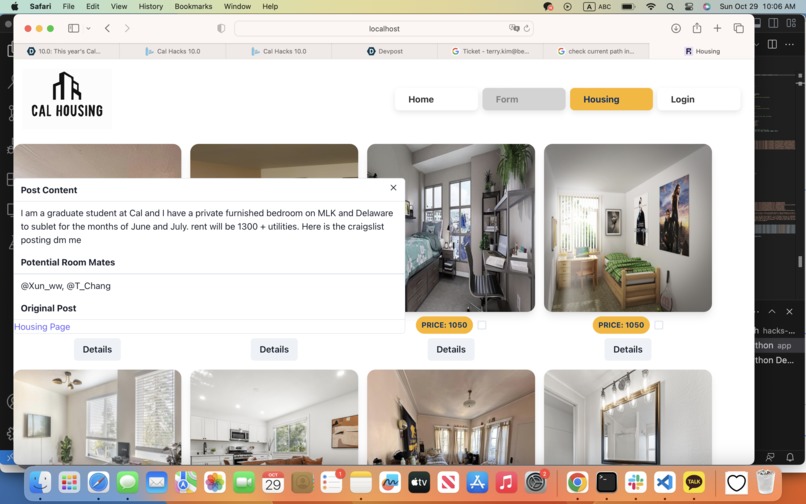 Safari File Edit View History Bookmarks Window Help A ABC Sun Oct 29 10:06 AM
localhost
10.0: This year's Cal... Cal Hacks 10.0 Cal Hacks 10.0 Devpost Ticket - terry.kim@be... check current path in... Housing
CAL HOUSING
Home Form Housing Login
Post Content
I am a graduate student at Cal and I have a private furnished bedroom on MLK and Delaware
to sublet for the months of June and July. rent will be 1300 + utilities. Here is the craigslist
posting dm me
Potential Room Mates
@Xun_ww, @T_Chang
Original Post
Housing Page
PRICE: 1050 PRICE: 1050
Details Details Details Details
hacks-...
thon app
thon De...
OCT
29
tv
TALK